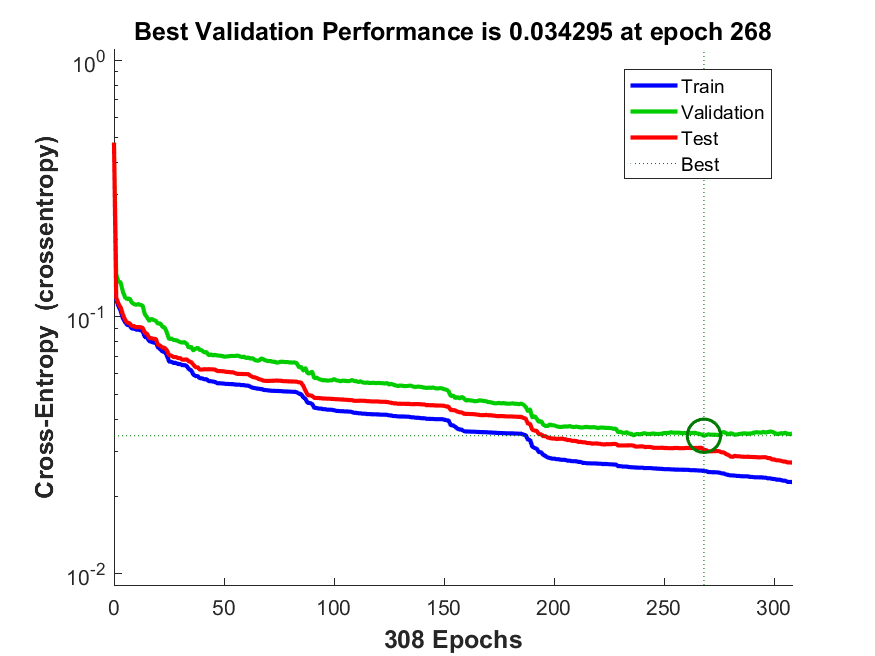 Best Validation Performance is 0.034295 at epoch 268
Cross-Entropy (crossentropy)
10^0
10^-1
10^-2
Train
Validation
Test
Best
0 50 100 150 200 250 300
308 Epochs